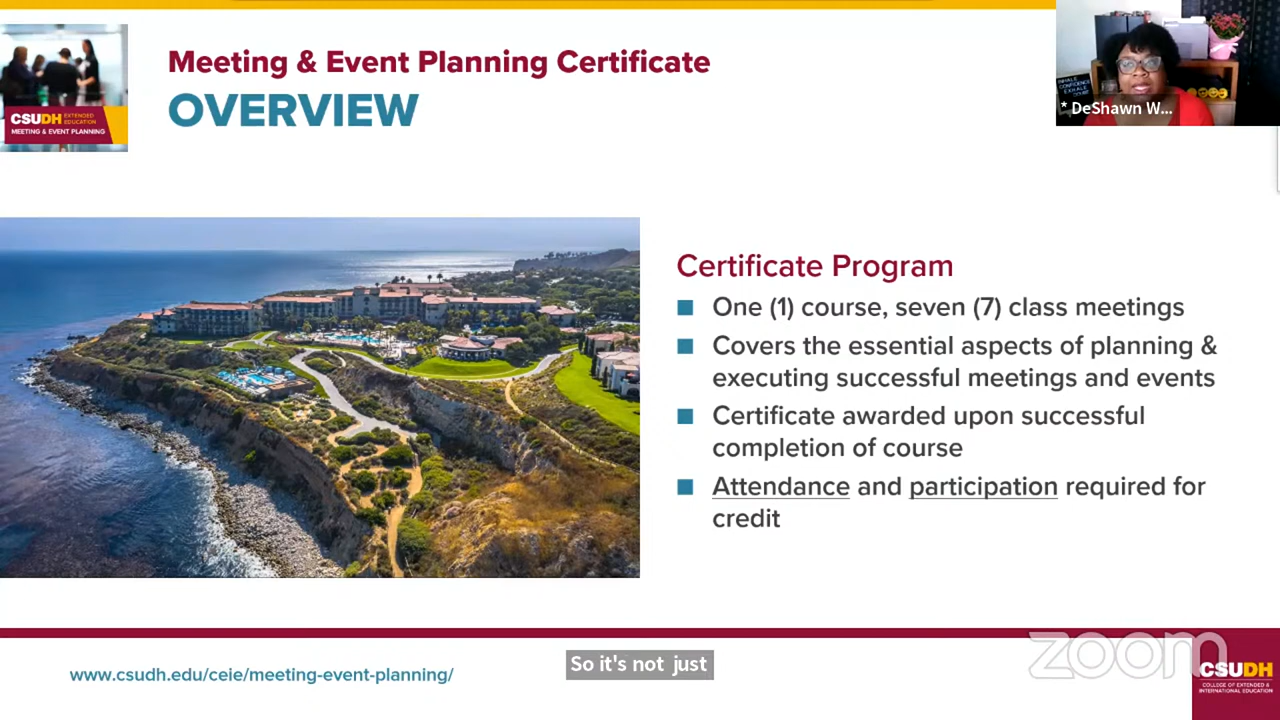 Meeting & Event Planning Certificate
OVERVIEW
CSUDH EXTENDED
EDUCATION
MEETING & EVENT PLANNING
* DeShawn W...
Certificate Program
One (1) course, seven (7) class meetings
Covers the essential aspects of planning &
executing successful meetings and events
Certificate awarded upon successful
completion of course
Attendance and participation required for
credit
www.csudh.edu/ceie/meeting-event-planning/
So it's not just
zoom
CSUDH
COLLEGE OF EXTENDED &
INTERNATIONAL EDUCATION